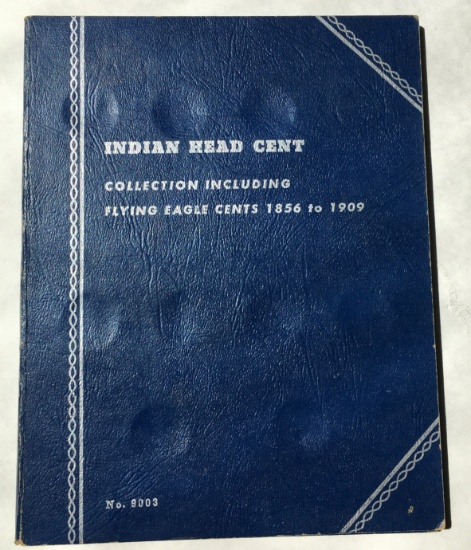 INDIAN HEAD CENT
COLLECTION INCLUDING
FLYING EAGLE CENTS 1856 to 1909
No. 9003